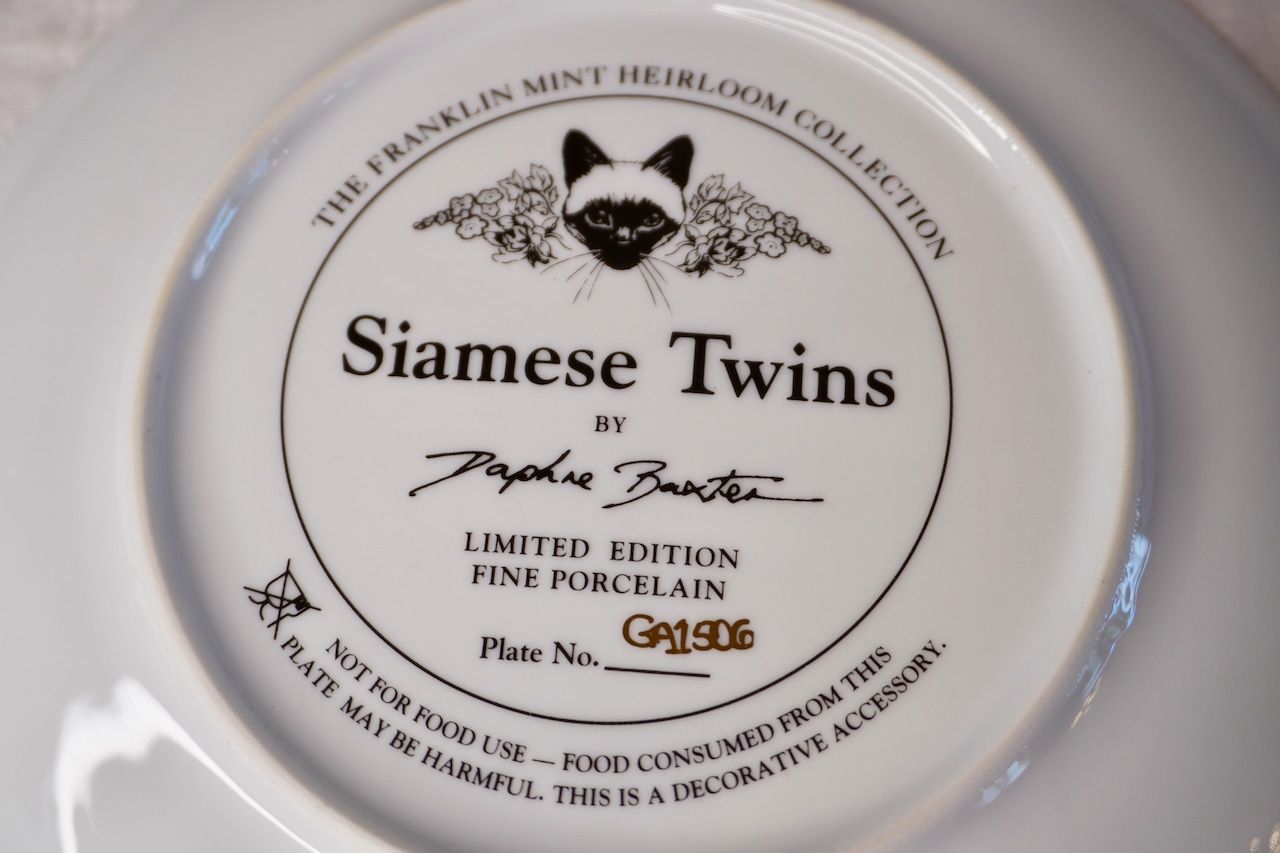 THE FRANKLIN MINT HEIRLOOM COLLECTION
Siamese Twins
BY
Daphne Baxter
LIMITED EDITION
FINE PORCELAIN
Plate No. GA1506
NOT FOR FOOD USE — FOOD CONSUMED FROM THIS
PLATE MAY BE HARMFUL. THIS IS A DECORATIVE ACCESSORY.